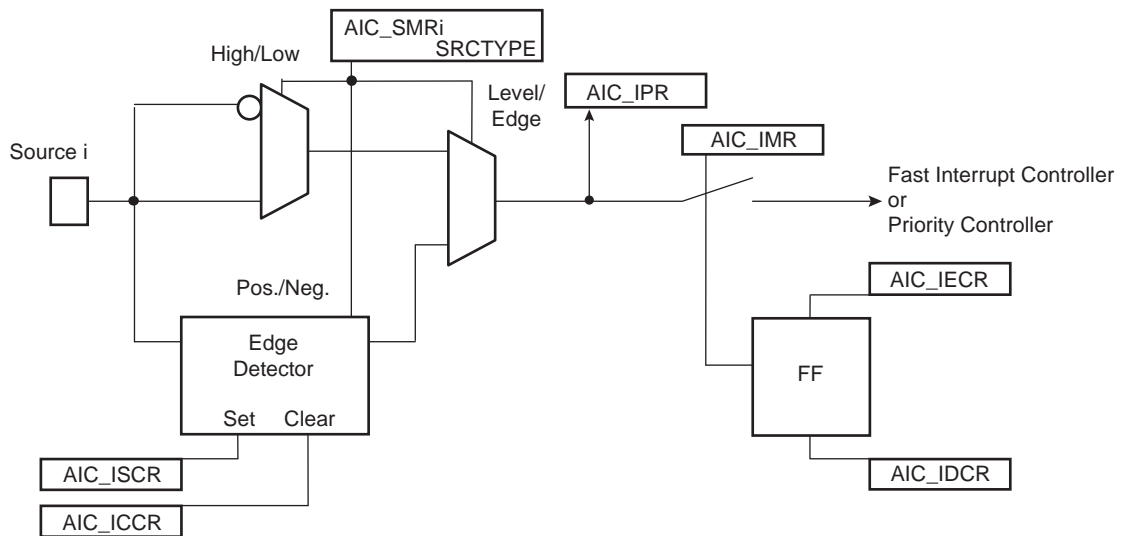 AIC_SMRi
SRCTYPE
High/Low
Level/
Edge
AIC_IPR
AIC_IMR
Source i
Fast Interrupt Controller
or
Priority Controller
Pos./Neg.
AIC_IECR
Edge
Detector
FF
Set Clear
AIC_ISCR
AIC_IDCR
AIC_ICCR